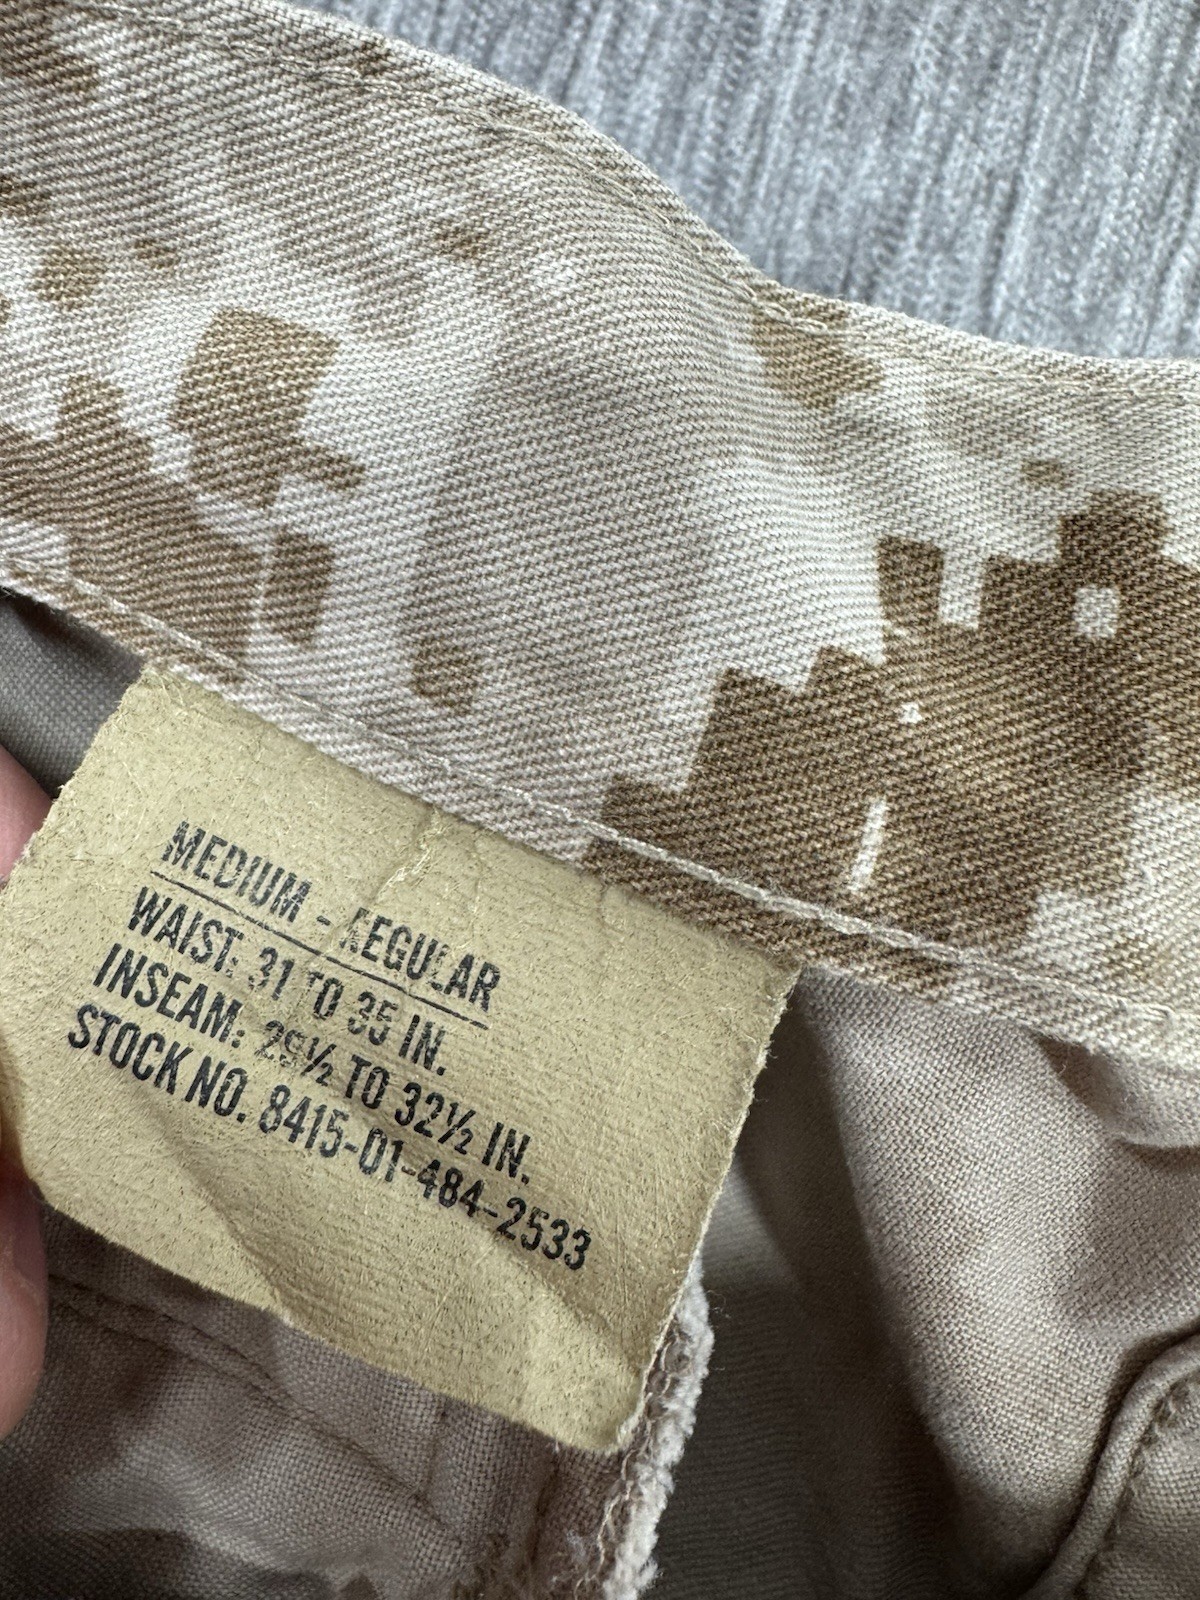 MEDIUM - REGULAR
WAIST: 31 TO 35 IN.
INSEAM: 29½ TO 32½ IN.
STOCK NO. 8415-01-484-2533